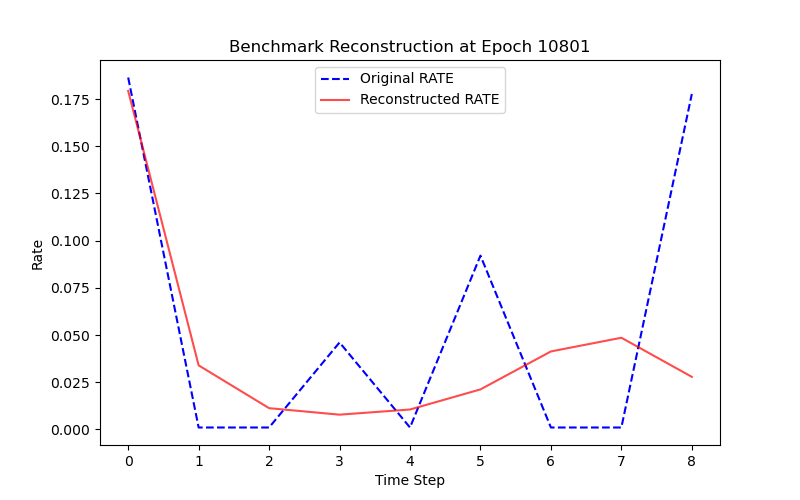 Benchmark Reconstruction at Epoch 10801
Original RATE
Reconstructed RATE
0.175
0.150
0.125
0.100
0.075
0.050
0.025
0.000
Rate
0 1 2 3 4 5 6 7 8
Time Step